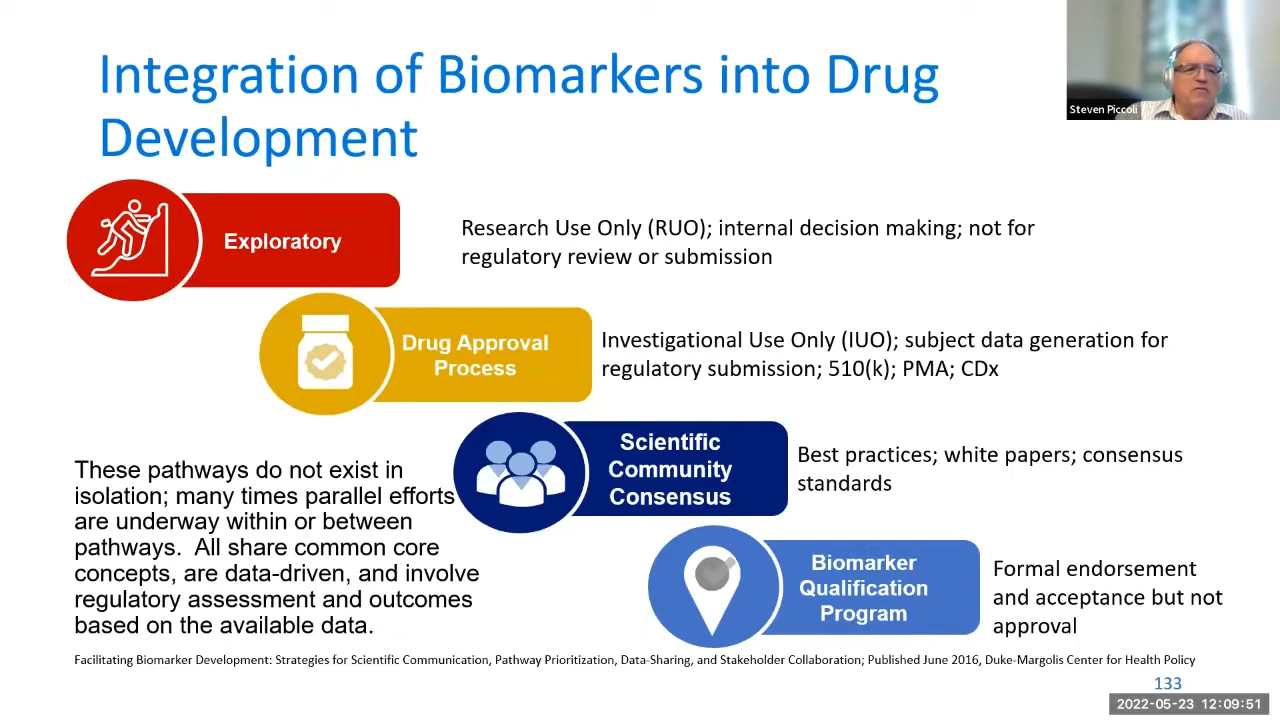 Integration of Biomarkers into Drug
Development
Steven Piccoli
Exploratory
Research Use Only (RUO); internal decision making; not for
regulatory review or submission
Drug Approval
Process
Investigational Use Only (IUO); subject data generation for
regulatory submission; 510(k); PMA; CDx
Scientific
Community
Consensus
Best practices; white papers; consensus
standards
These pathways do not exist in
isolation; many times parallel efforts
are underway within or between
pathways.  All share common core
concepts, are data-driven, and involve
regulatory assessment and outcomes
based on the available data.
Biomarker
Qualification
Program
Formal endorsement
and acceptance but not
approval
Facilitating Biomarker Development: Strategies for Scientific Communication, Pathway Prioritization, Data-Sharing, and Stakeholder Collaboration; Published June 2016, Duke-Margolis Center for Health Policy
133
2022-05-23 12:09:51